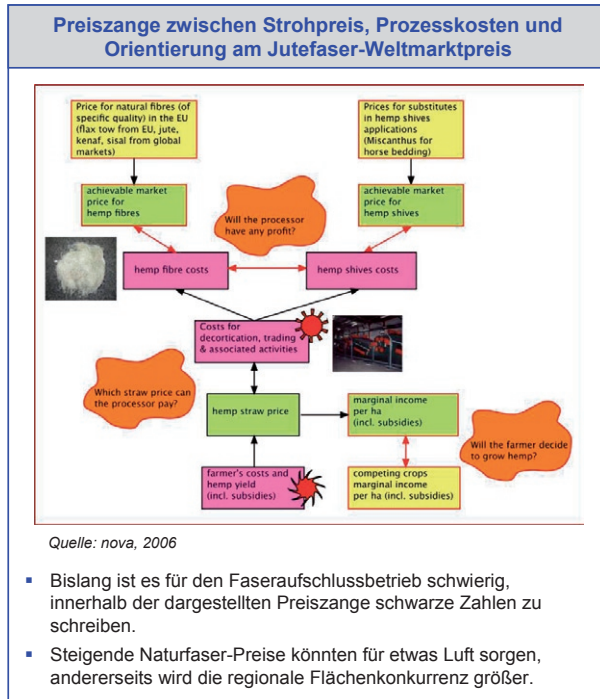 Preiszange zwischen Strohpreis, Prozesskosten und
Orientierung am Jutefaser-Weltmarktpreis
Price for natural fibres (of
specific quality) in the EU
(flax tow from EU, jute,
kenaf, sisal from global
markets)
Prices for substitutes
in hemp shives
applications
(Miscanthus for
horse bedding)
achievable market
price for
hemp fibres
Will the processor
have any profit?
achievable market
price for
hemp shives
hemp fibre costs
hemp shives costs
Costs for
decortication, trading
& associated activities
Which straw price can
the processor pay?
hemp straw price
marginal income
per ha
(incl. subsidies)
Will the farmer decide
to grow hemp?
farmer's costs and
hemp yield
(incl. subsidies)
competing crops
marginal income
per ha (incl. subsidies)
Quelle: nova, 2006
▪ Bislang ist es für den Faseraufschlussbetrieb schwierig,
innerhalb der dargestellten Preiszange schwarze Zahlen zu
schreiben.
▪ Steigende Naturfaser-Preise könnten für etwas Luft sorgen,
andererseits wird die regionale Flächenkonkurrenz größer.